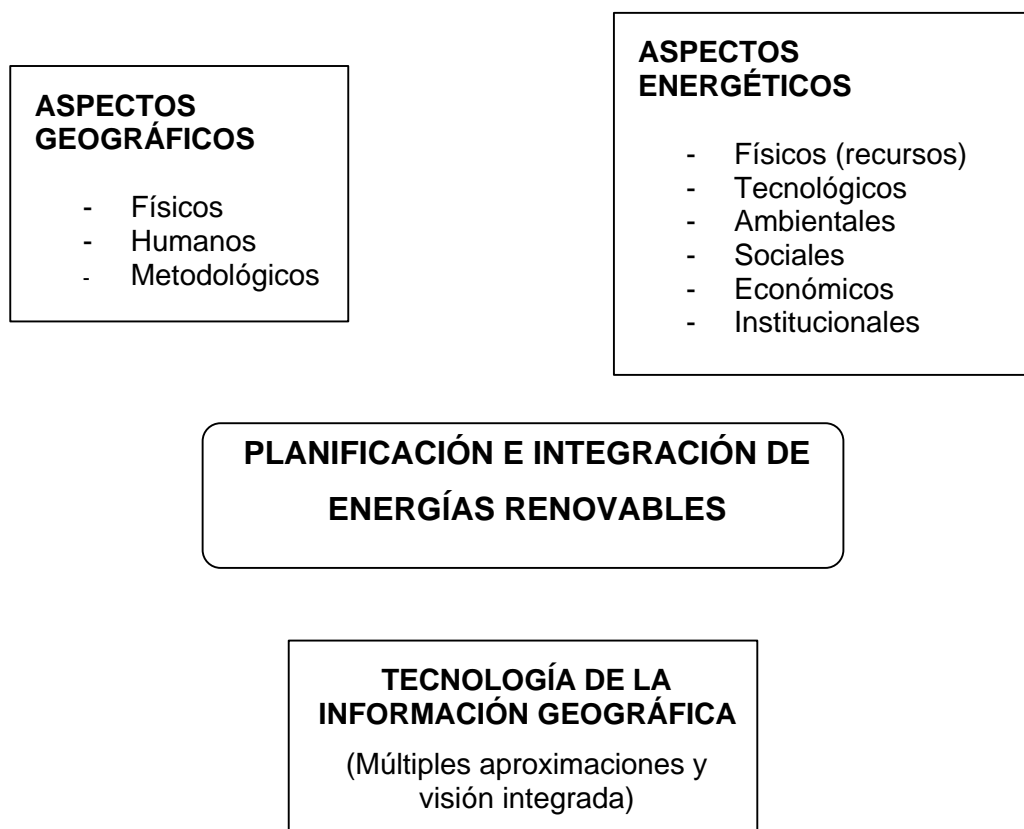 ASPECTOS
GEOGRÁFICOS
- Físicos
- Humanos
- Metodológicos
ASPECTOS
ENERGÉTICOS
- Físicos (recursos)
- Tecnológicos
- Ambientales
- Sociales
- Económicos
- Institucionales
PLANIFICACIÓN E INTEGRACIÓN DE
ENERGÍAS RENOVABLES
TECNOLOGÍA DE LA
INFORMACIÓN GEOGRÁFICA
(Múltiples aproximaciones y
visión integrada)